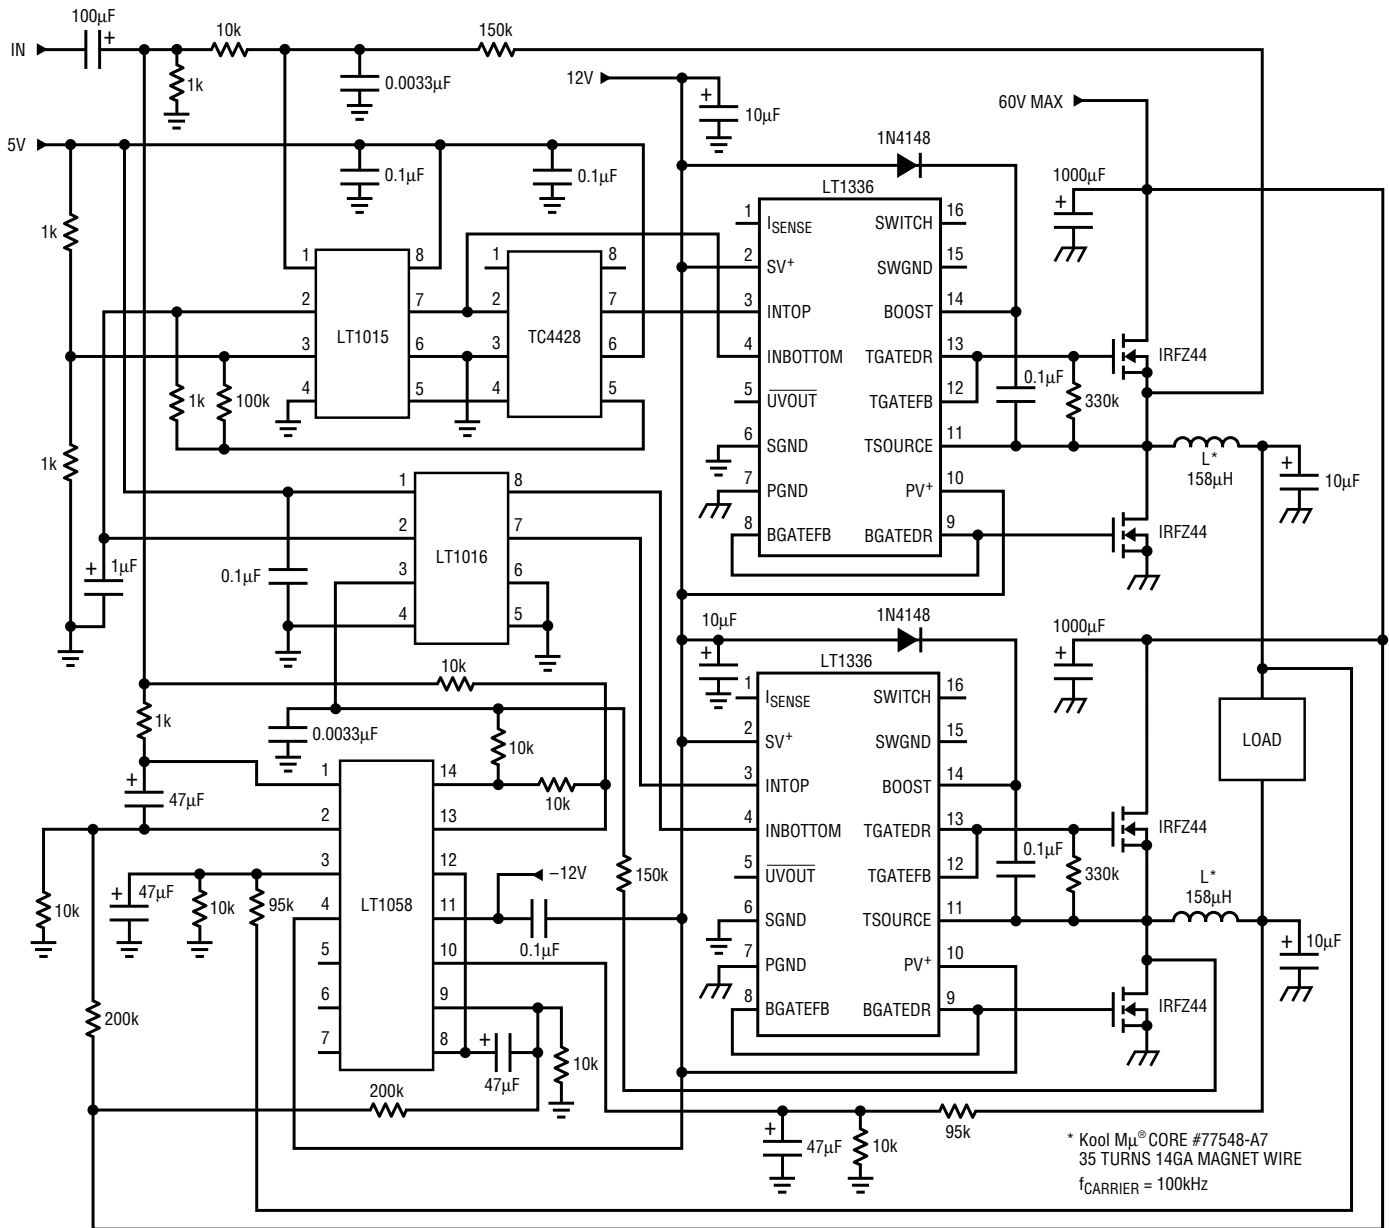 100µF
IN
+
10k
150k
1k
0.0033µF
12V
+
10µF
60V MAX
5V
0.1µF
0.1µF
1N4148
LT1336
1000µF
+
1k
1 ISENSE SWITCH 16
2 SV+ SWGND 15
3 INTOP BOOST 14
4 INBOTTOM TGATEDR 13
5 UVOUT TGATEFB 12
6 SGND TSOURCE 11
7 PGND PV+ 10
8 BGATEFB BGATEDR 9
1 8
2 7
LT1015
3 6
4 5
1 8
2 7
TC4428
3 6
4 5
1k
100k
1k
0.1µF
330k
IRFZ44
L*
158µH
+
10µF
IRFZ44
1 8
2 7
LT1016
3 6
4 5
+
1µF
0.1µF
10k
1k
0.0033µF
10k
10k
+
10µF
1N4148
LT1336
1000µF
+
1 ISENSE SWITCH 16
2 SV+ SWGND 15
3 INTOP BOOST 14
4 INBOTTOM TGATEDR 13
5 UVOUT TGATEFB 12
6 SGND TSOURCE 11
7 PGND PV+ 10
8 BGATEFB BGATEDR 9
LOAD
+
47µF
1 14
2 13
3 12
LT1058
4 11
5 10
6 9
7 8
10k
+
47µF
10k
95k
–12V
0.1µF
150k
0.1µF
330k
IRFZ44
L*
158µH
+
10µF
IRFZ44
200k
+
47µF
10k
200k
+
47µF
10k
95k
* Kool Mµ® CORE #77548-A7
35 TURNS 14GA MAGNET WIRE
fCARRIER = 100kHz